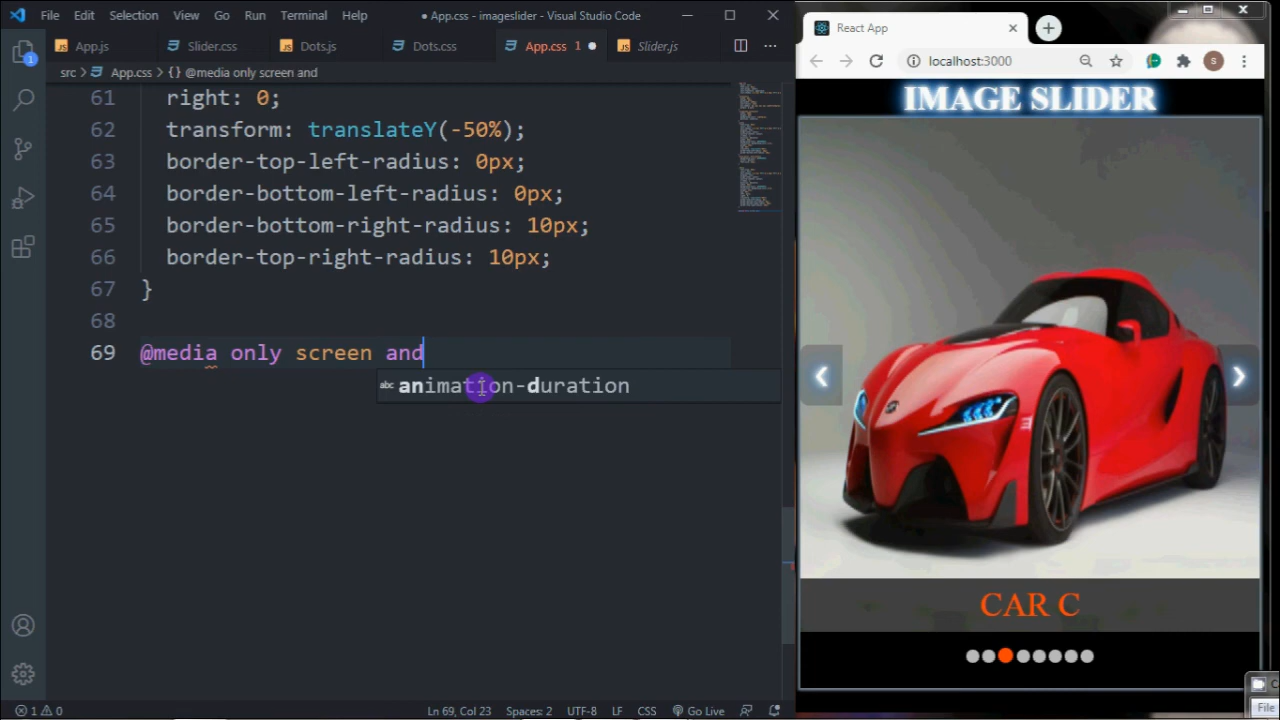 File Edit Selection View Go Run Terminal Help
● App.css - imageslider - Visual Studio Code
App.js Slider.css Dots.js Dots.css App.css 1 ● Slider.js
src > App.css > {} @media only screen and
61 right: 0;
62 transform: translateY(-50%);
63 border-top-left-radius: 0px;
64 border-bottom-left-radius: 0px;
65 border-bottom-right-radius: 10px;
66 border-top-right-radius: 10px;
67 }
68
69 @media only screen and
abc animation-duration
1 0 Ln 69, Col 23 Spaces: 2 UTF-8 LF CSS Go Live
React App
localhost:3000
S
IMAGE SLIDER
CAR C
File